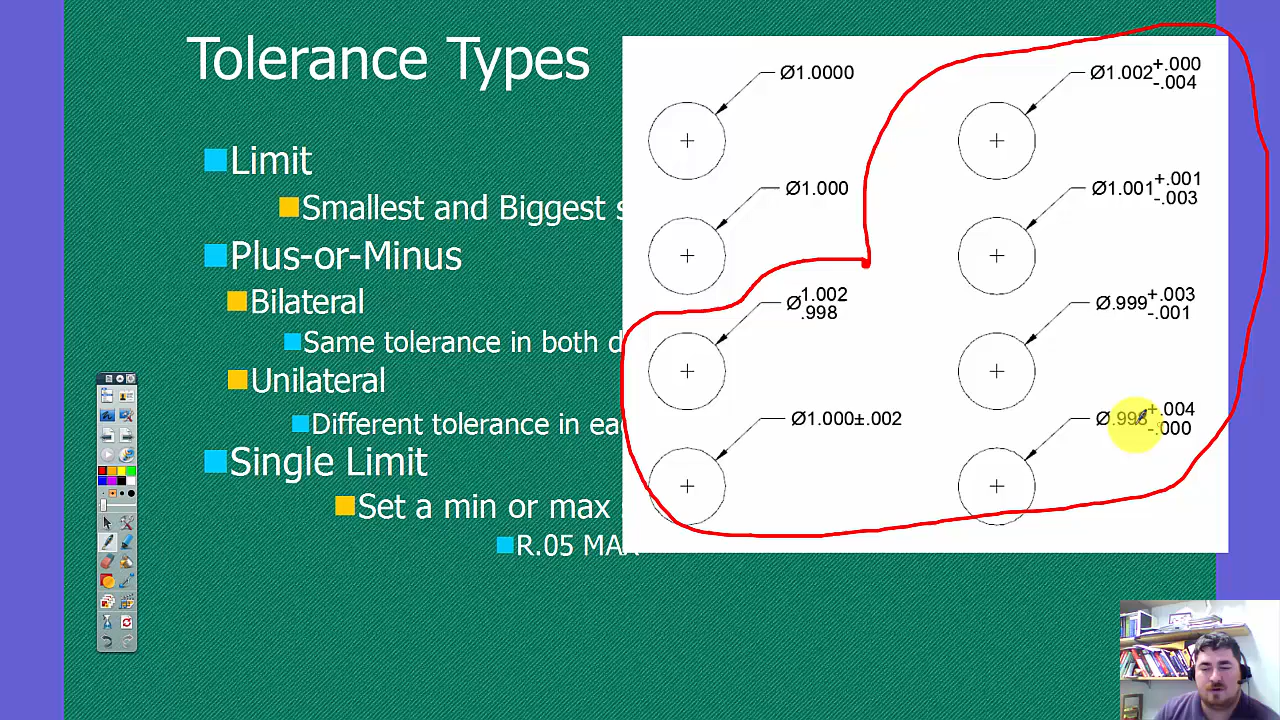 Tolerance Types
Limit
Smallest and Biggest s
Plus-or-Minus
Bilateral
Same tolerance in both d
Unilateral
Different tolerance in ea
Single Limit
Set a min or max
R.05 MAX
Ø1.0000
Ø1.000
Ø1.002
.998
Ø1.000±.002
Ø1.002+.000
-.004
Ø1.001+.001
-.003
Ø.999+.003
-.001
Ø.998+.004
-.000